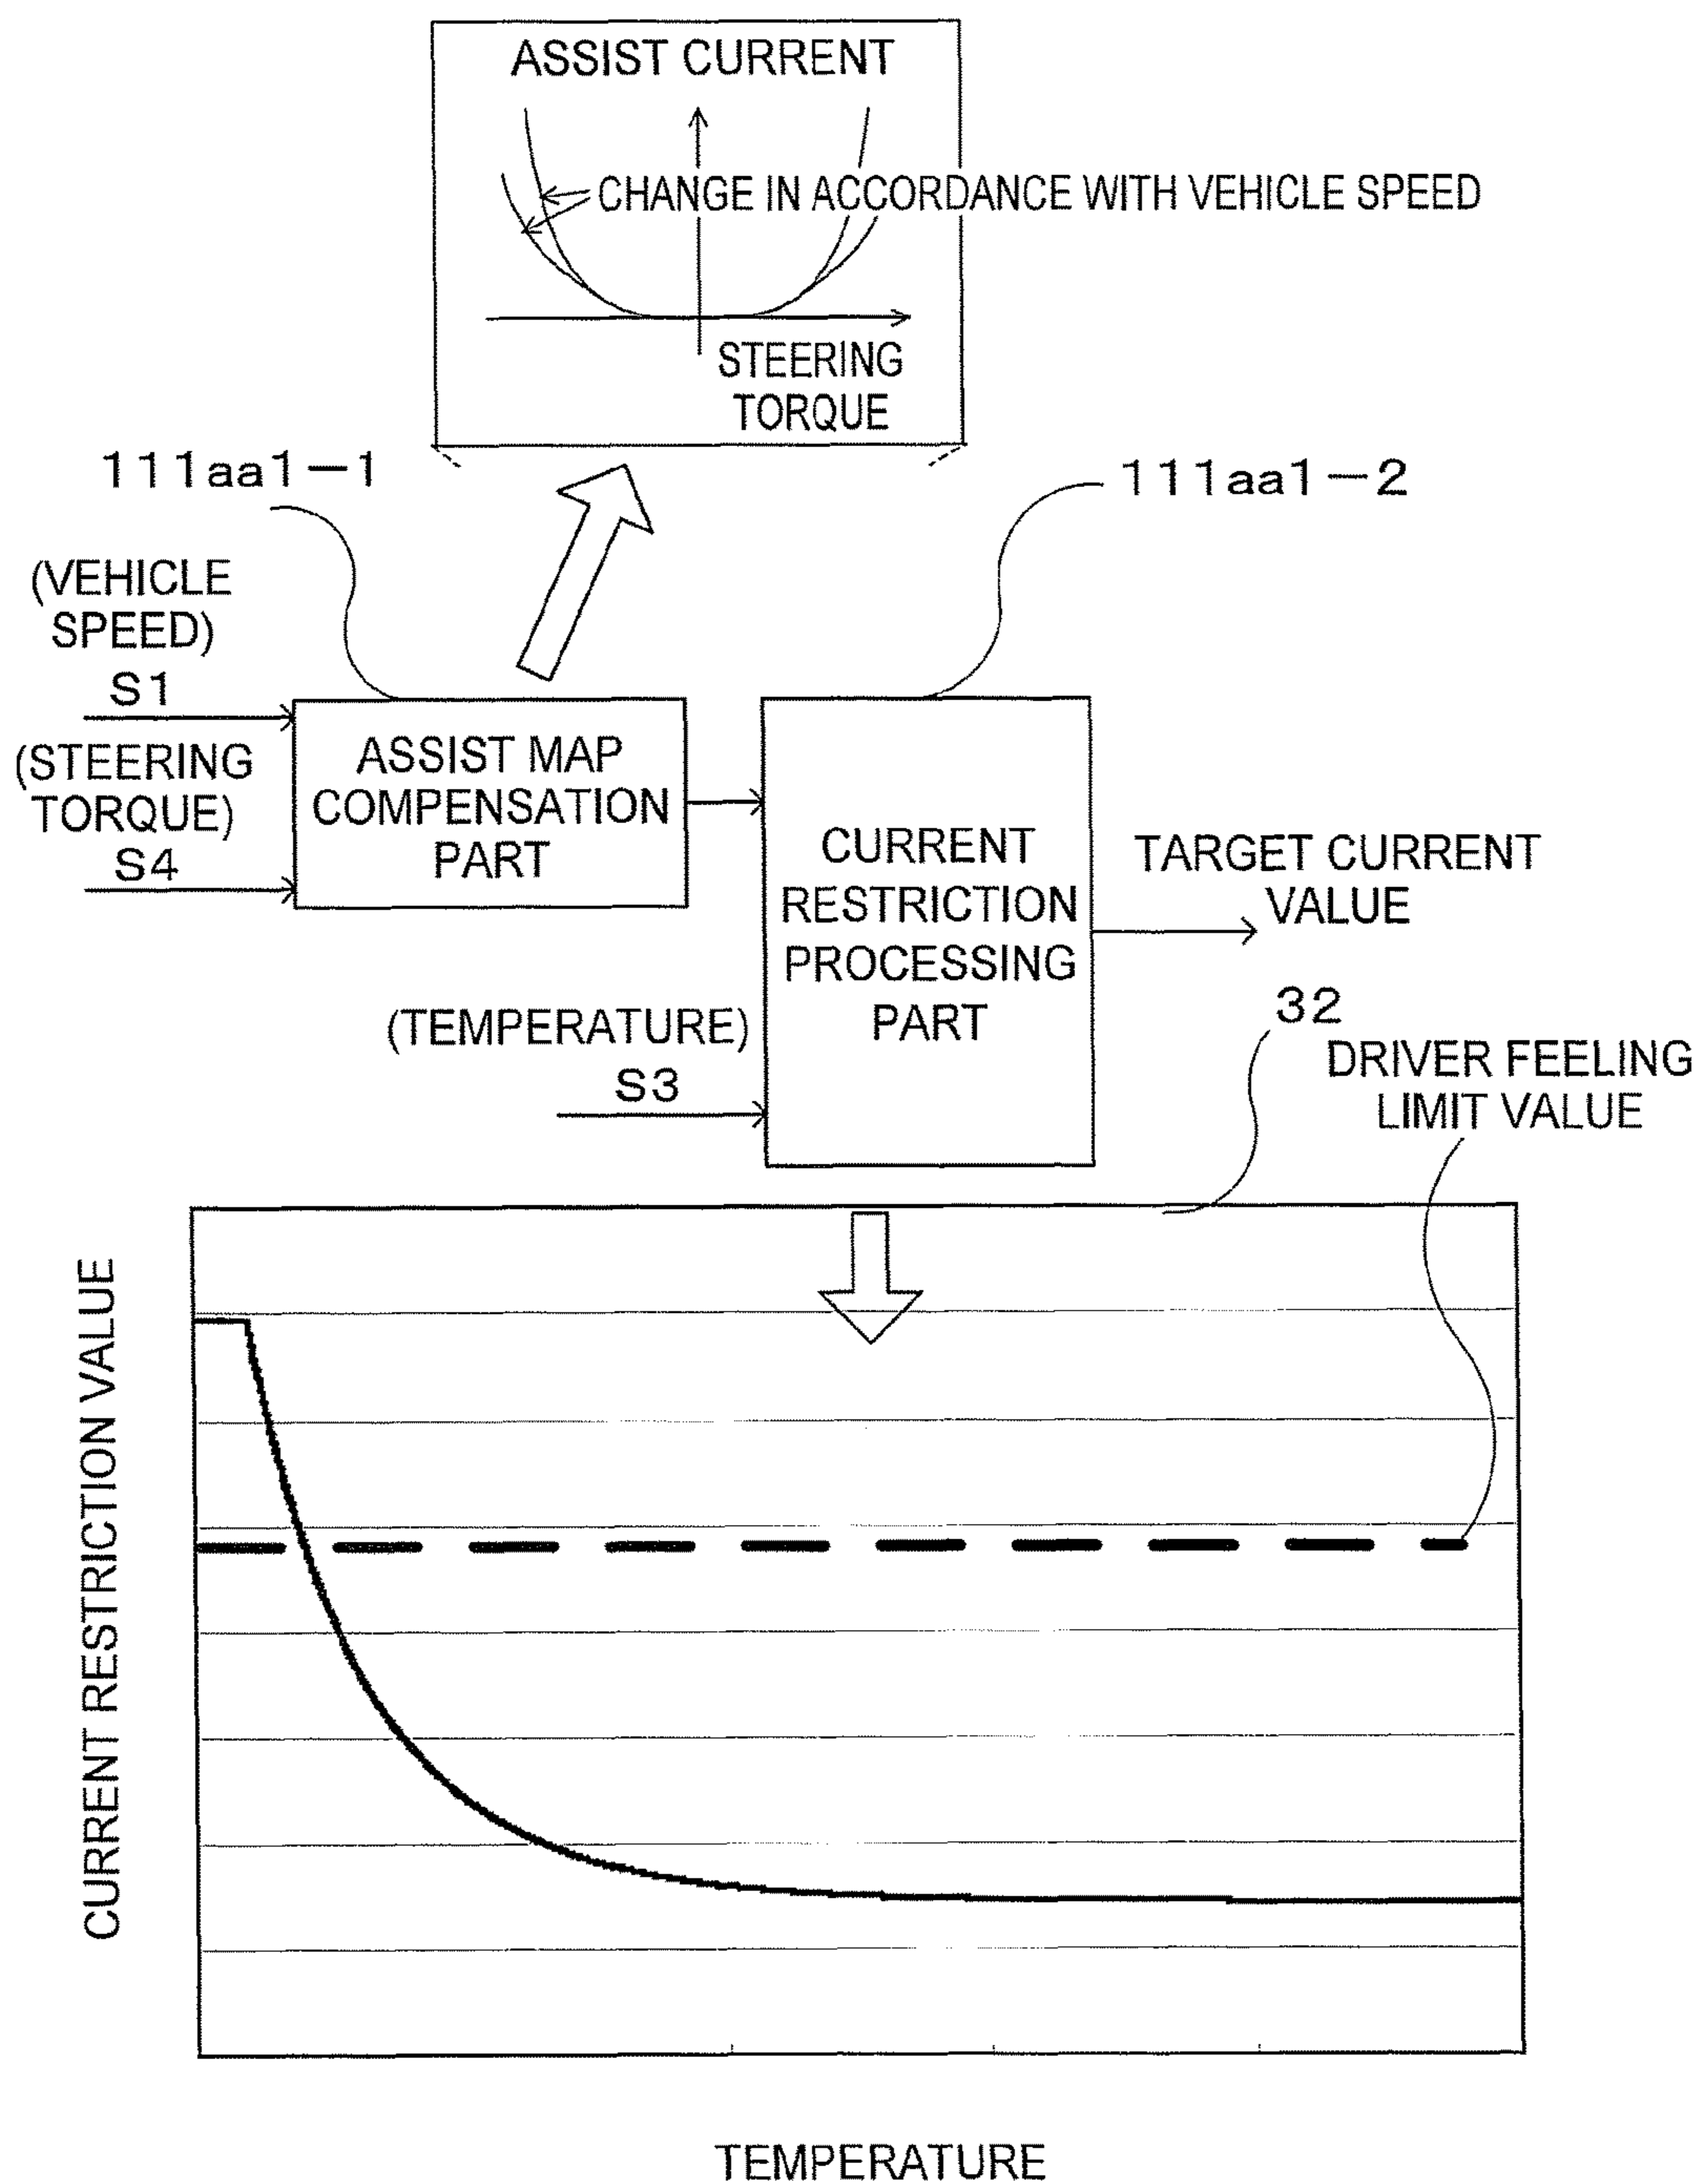 ASSIST CURRENT
CHANGE IN ACCORDANCE WITH VEHICLE SPEED
STEERING
TORQUE
111aa1-1
111aa1-2
(VEHICLE
SPEED)
S1
(STEERING
TORQUE)
S4
ASSIST MAP
COMPENSATION
PART
CURRENT
RESTRICTION
PROCESSING
PART
TARGET CURRENT
VALUE
(TEMPERATURE)
S3
32
DRIVER FEELING
LIMIT VALUE
CURRENT RESTRICTION VALUE
TEMPERATURE